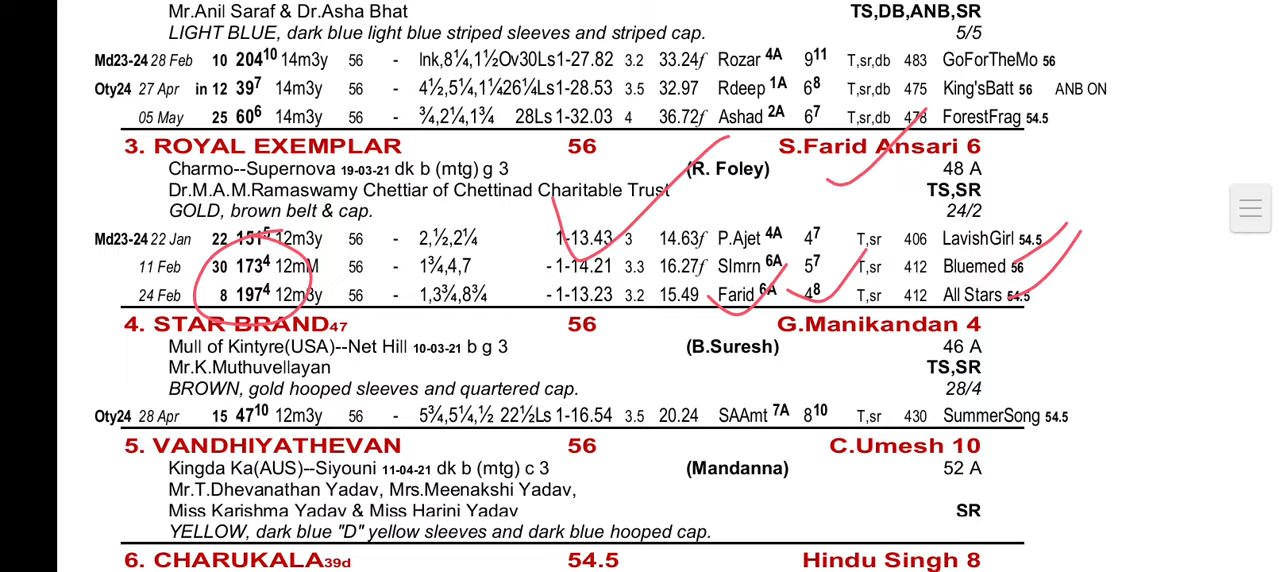 Mr.Anil Saraf & Dr.Asha Bhat TS,DB,ANB,SR
LIGHT BLUE, dark blue light blue striped sleeves and striped cap. 5/5
Md23-24 28 Feb 10 204¹⁰ 14m3y 56 - lnk,8¼,1½Ov30Ls1-27.82 3.2 33.24f Rozar ⁴ᴬ 9¹¹ T,sr,db 483 GoForTheMo 56
Oty24 27 Apr in 12 39⁷ 14m3y 56 - 4½,5¼,1¼26¼Ls1-28.53 3.5 32.97 Rdeep ¹ᴬ 6⁸ T,sr,db 475 King'sBatt 56 ANB ON
05 May 25 60⁶ 14m3y 56 - ¾,2¼,1¾ 28Ls 1-32.03 4 36.72f Ashad ²ᴬ 6⁷ T,sr,db 478 ForestFrag 54.5
3. ROYAL EXEMPLAR 56 S.Farid Ansari 6
Charmo--Supernova 19-03-21 dk b (mtg) g 3 (R. Foley) 48 A
Dr.M.A.M.Ramaswamy Chettiar of Chettinad Charitable Trust TS,SR
GOLD, brown belt & cap. 24/2
Md23-24 22 Jan 22 151⁵ 12m3y 56 - 2,½,2¼ 1-13.43 3 14.63f P.Ajet ⁴ᴬ 4⁷ T,sr 406 LavishGirl 54.5
11 Feb 30 173⁴ 12mM 56 - 1¾,4,7 - 1-14.21 3.3 16.27f SImrn ⁶ᴬ 5⁷ T,sr 412 Bluemed 56
24 Feb 8 197⁴ 12m3y 56 - 1,3¾,8¾ - 1-13.23 3.2 15.49 Farid ⁶ᴬ 4⁸ T,sr 412 All Stars 54.5
4. STAR BRAND47 56 G.Manikandan 4
Mull of Kintyre(USA)--Net Hill 10-03-21 b g 3 (B.Suresh) 46 A
Mr.K.Muthuvellayan TS,SR
BROWN, gold hooped sleeves and quartered cap. 28/4
Oty24 28 Apr 15 47¹⁰ 12m3y 56 - 5¾,5¼,½ 22½Ls 1-16.54 3.5 20.24 SAAmt ⁷ᴬ 8¹⁰ T,sr 430 SummerSong 54.5
5. VANDHIYATHEVAN 56 C.Umesh 10
Kingda Ka(AUS)--Siyouni 11-04-21 dk b (mtg) c 3 (Mandanna) 52 A
Mr.T.Dhevanathan Yadav, Mrs.Meenakshi Yadav,
Miss Karishma Yadav & Miss Harini Yadav SR
YELLOW, dark blue "D" yellow sleeves and dark blue hooped cap.
6. CHARUKALA39d 54.5 Hindu Singh 8